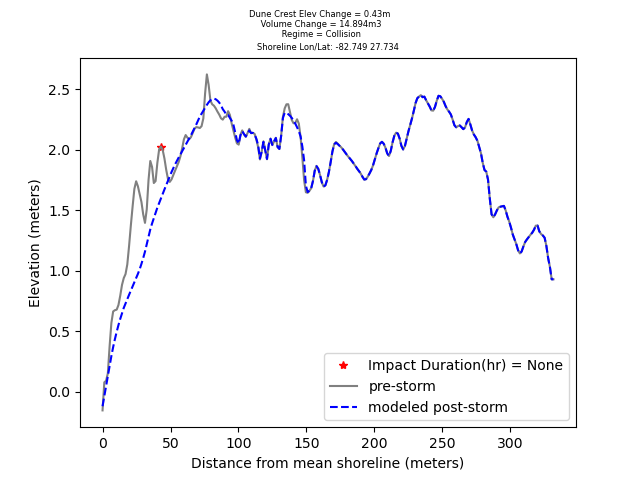 Dune Crest Elev Change = 0.43m
Volume Change = 14.894m3
Regime = Collision
Shoreline Lon/Lat: -82.749 27.734
2.5
2.0
1.5
1.0
0.5
0.0
Elevation (meters)
Impact Duration(hr) = None
pre-storm
modeled post-storm
0 50 100 150 200 250 300
Distance from mean shoreline (meters)